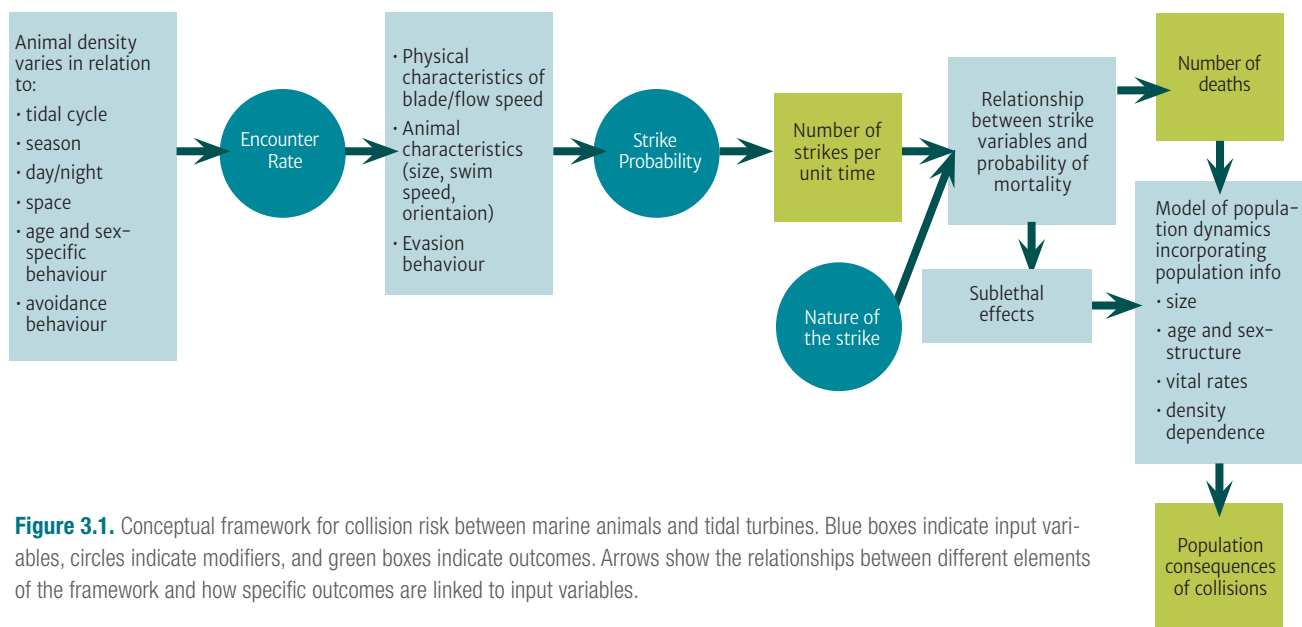 Animal density
varies in relation
to:
· tidal cycle
· season
· day/night
· space
· age and sex-
specific
behaviour
· avoidance
behaviour
Encounter
Rate
· Physical
characteristics of
blade/flow speed
· Animal
characteristics
(size, swim
speed,
orientaion)
· Evasion
behaviour
Strike
Probability
Number of
strikes per
unit time
Nature of
the strike
Relationship
between strike
variables and
probability of
mortality
Sublethal
effects
Number of
deaths
Model of popula-
tion dynamics
incorporating
population info
· size
· age and sex-
structure
· vital rates
· density
dependence
Population
consequences
of collisions
Figure 3.1. Conceptual framework for collision risk between marine animals and tidal turbines. Blue boxes indicate input vari-
ables, circles indicate modifiers, and green boxes indicate outcomes. Arrows show the relationships between different elements
of the framework and how specific outcomes are linked to input variables.